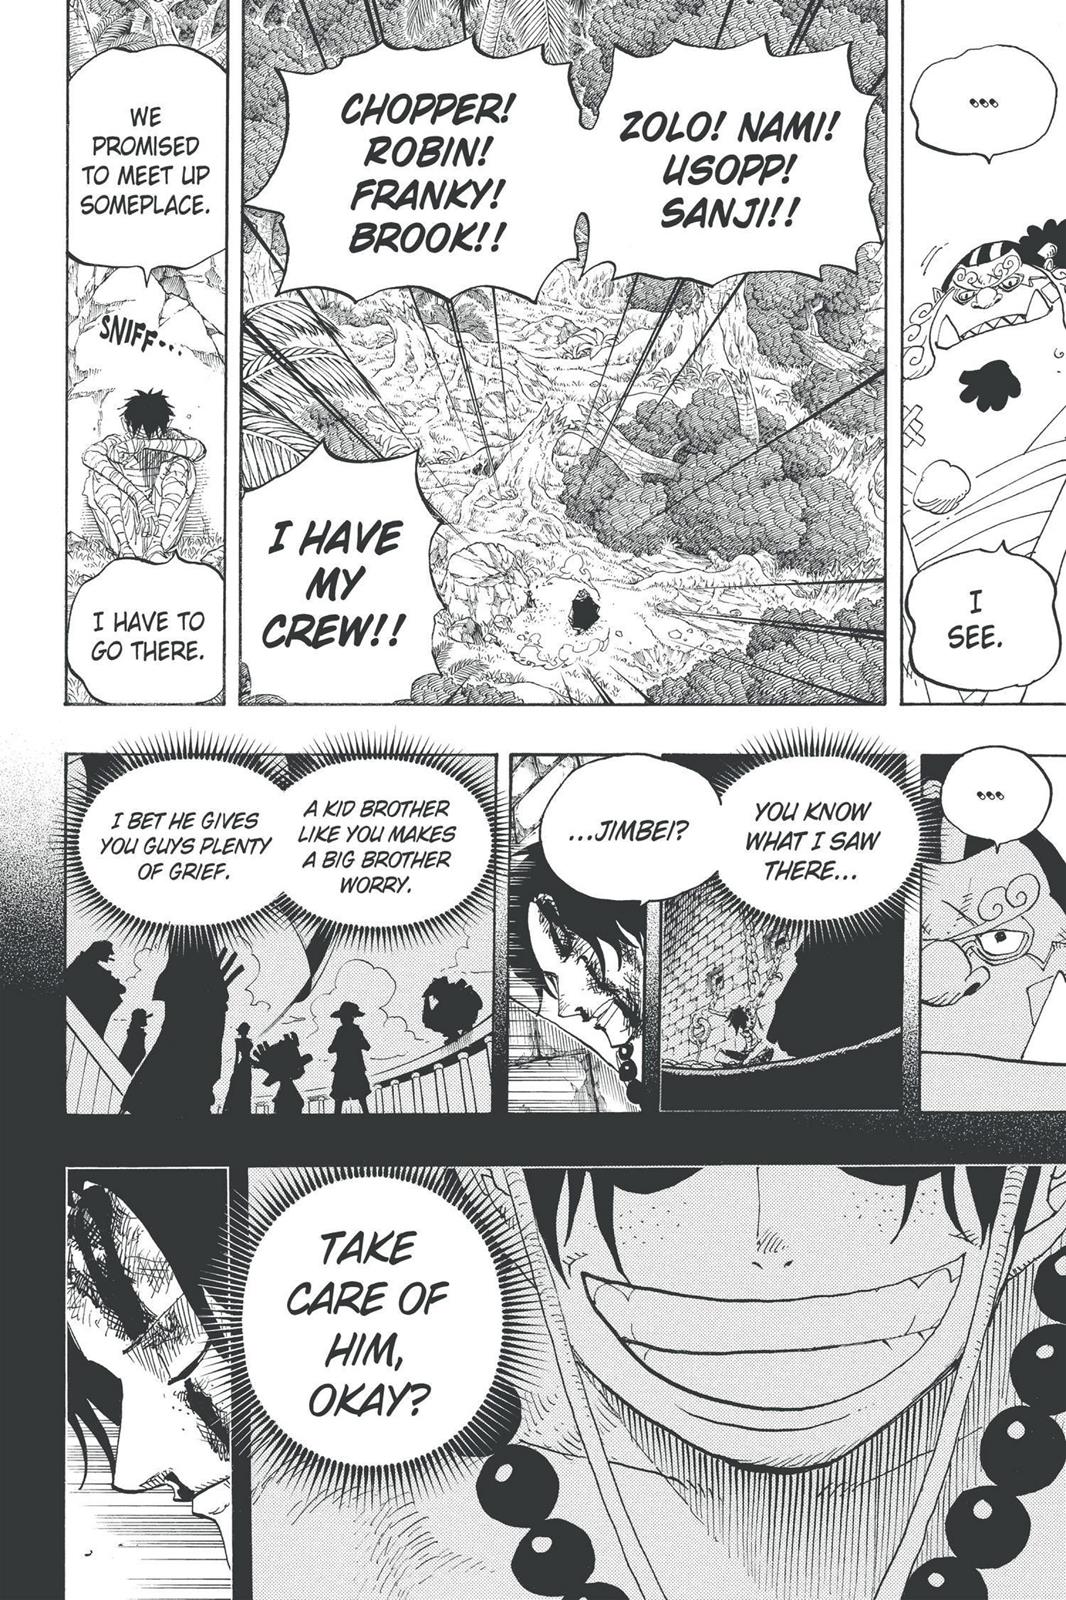 ...
I
SEE.
ZOLO! NAMI!
USOPP!
SANJI!!
CHOPPER!
ROBIN!
FRANKY!
BROOK!!
I HAVE
MY
CREW!!
WE
PROMISED
TO MEET UP
SOMEPLACE.
SNIFF...
I HAVE TO
GO THERE.
...
YOU KNOW
WHAT I SAW
THERE...
...JIMBEI?
A KID BROTHER
LIKE YOU MAKES
A BIG BROTHER
WORRY.
I BET HE GIVES
YOU GUYS PLENTY
OF GRIEF.
TAKE
CARE OF
HIM,
OKAY?